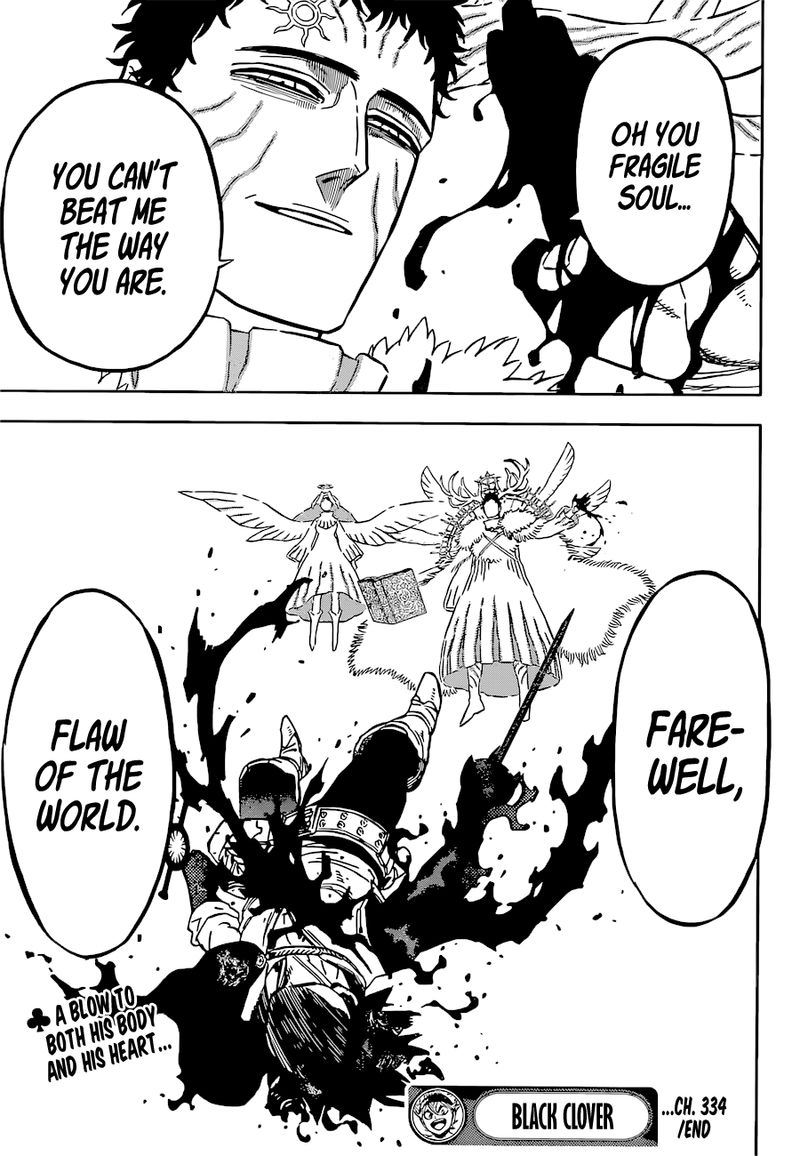 OH YOU
FRAGILE
SOUL...
YOU CAN'T
BEAT ME
THE WAY
YOU ARE.
FARE-
WELL,
FLAW
OF THE
WORLD.
A BLOW TO
BOTH HIS BODY
AND HIS HEART...
BLACK CLOVER
...CH. 334
/END